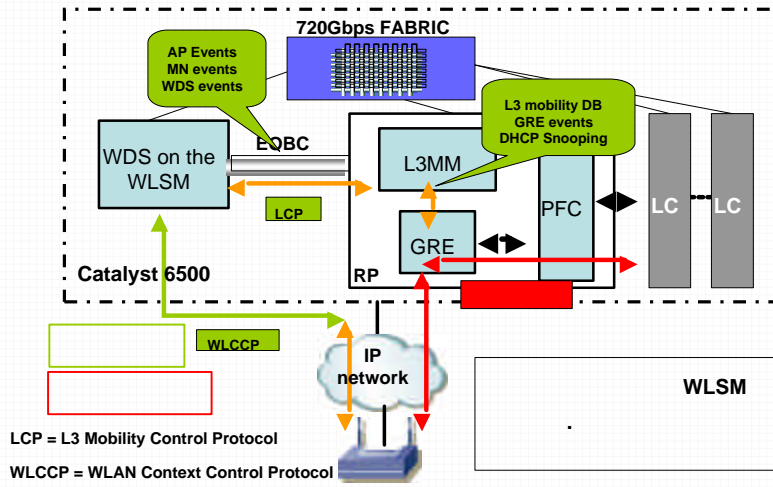 720Gbps FABRIC
AP Events
MN events
WDS events
L3 mobility DB
GRE events
DHCP Snooping
EOBC
WDS on the
WLSM
L3MM
LCP
PFC
LC
LC
GRE
RP
Catalyst 6500
WLCCP
IP
network
WLSM
LCP = L3 Mobility Control Protocol
WLCCP = WLAN Context Control Protocol